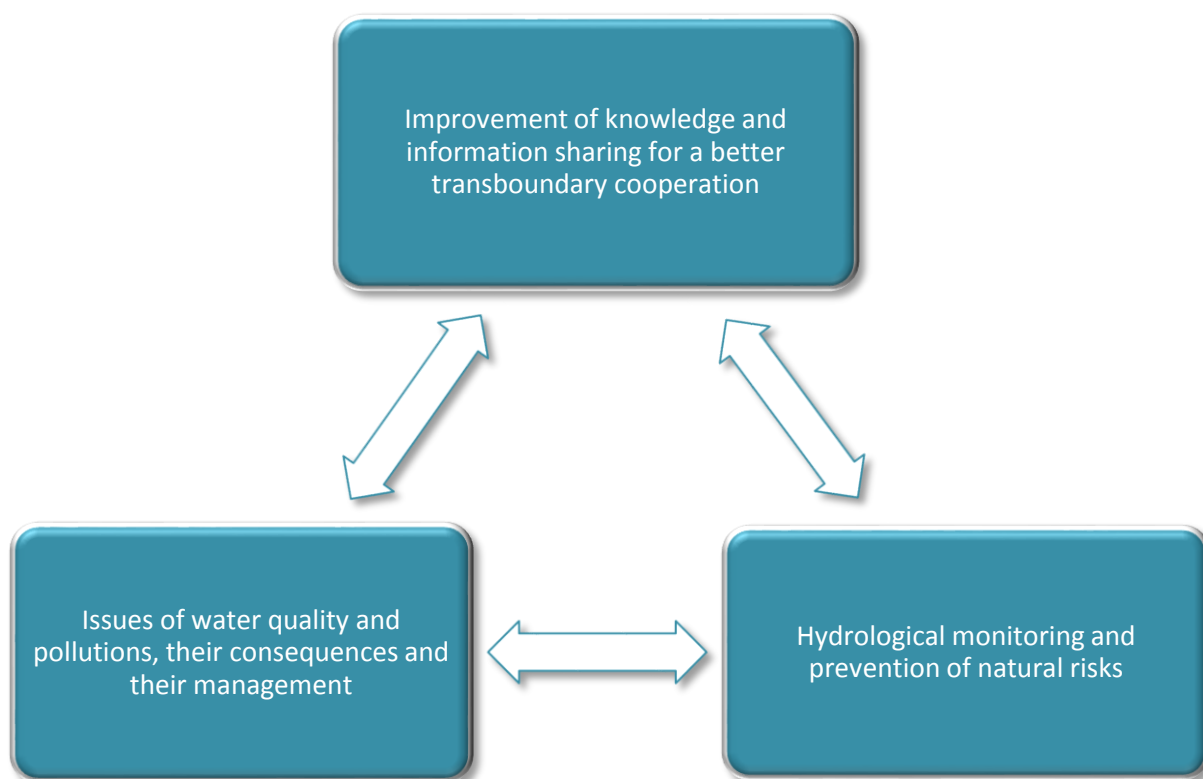 Improvement of knowledge and
information sharing for a better
transboundary cooperation
Issues of water quality and
pollutions, their consequences and
their management
Hydrological monitoring and
prevention of natural risks